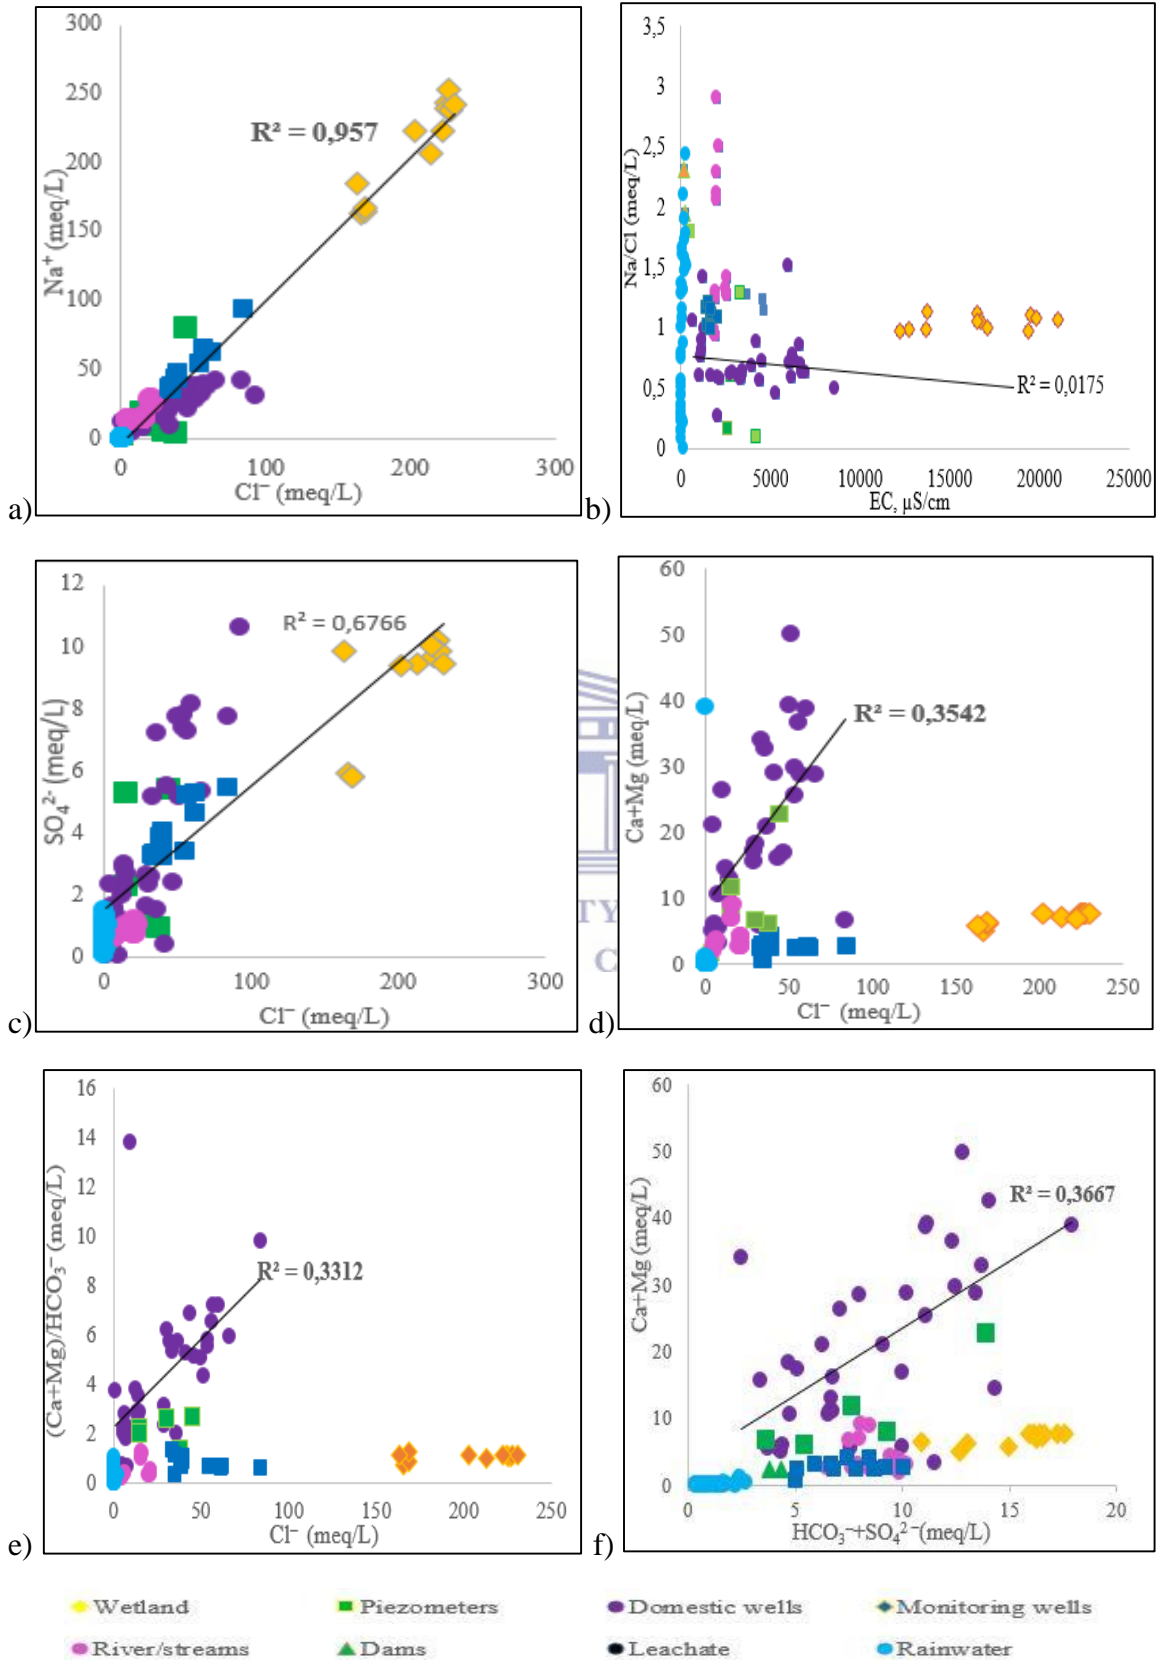 300
250
200
150
100
50
0
Na⁺ (meq/L)
R² = 0,957
0 100 200 300
Cl⁻ (meq/L)
a)
3,5
3
2,5
2
1,5
1
0,5
0
Na/Cl (meq/L)
R² = 0,0175
0 5000 10000 15000 20000 25000
EC, µS/cm
b)
12
10
8
6
4
2
0
SO₄²⁻ (meq/L)
R² = 0,6766
0 100 200 300
Cl⁻ (meq/L)
c)
60
50
40
30
20
10
0
Ca+Mg (meq/L)
R² = 0,3542
0 50 100 150 200 250
Cl⁻ (meq/L)
d)
TY
C
16
14
12
10
8
6
4
2
0
(Ca+Mg)/HCO₃⁻ (meq/L)
R² = 0,3312
0 50 100 150 200 250
Cl⁻ (meq/L)
e)
60
50
40
30
20
10
0
Ca+Mg (meq/L)
R² = 0,3667
0 5 10 15 20
HCO₃⁻+SO₄²⁻(meq/L)
f)
Wetland Piezometers Domestic wells Monitoring wells
River/streams Dams Leachate Rainwater